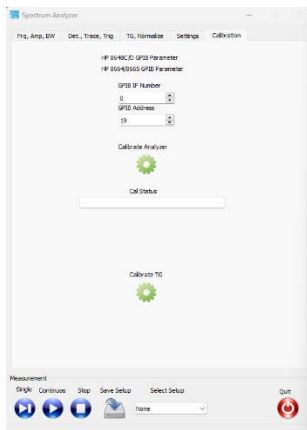 Spectrum Analyzer
Frq, Amp, BW Det., Trace, Trig TG, Normalize Settings Calibration
HP 8648C/D GPIB Parameter
HP 8664/8665 GPIB Parameter
GPIB IF Number
0
GPIB Address
19
Calibrate Analyzer
Cal Status
Calibrate TG
Measurement
Single Continuos Stop Save Setup Select Setup Quit
None